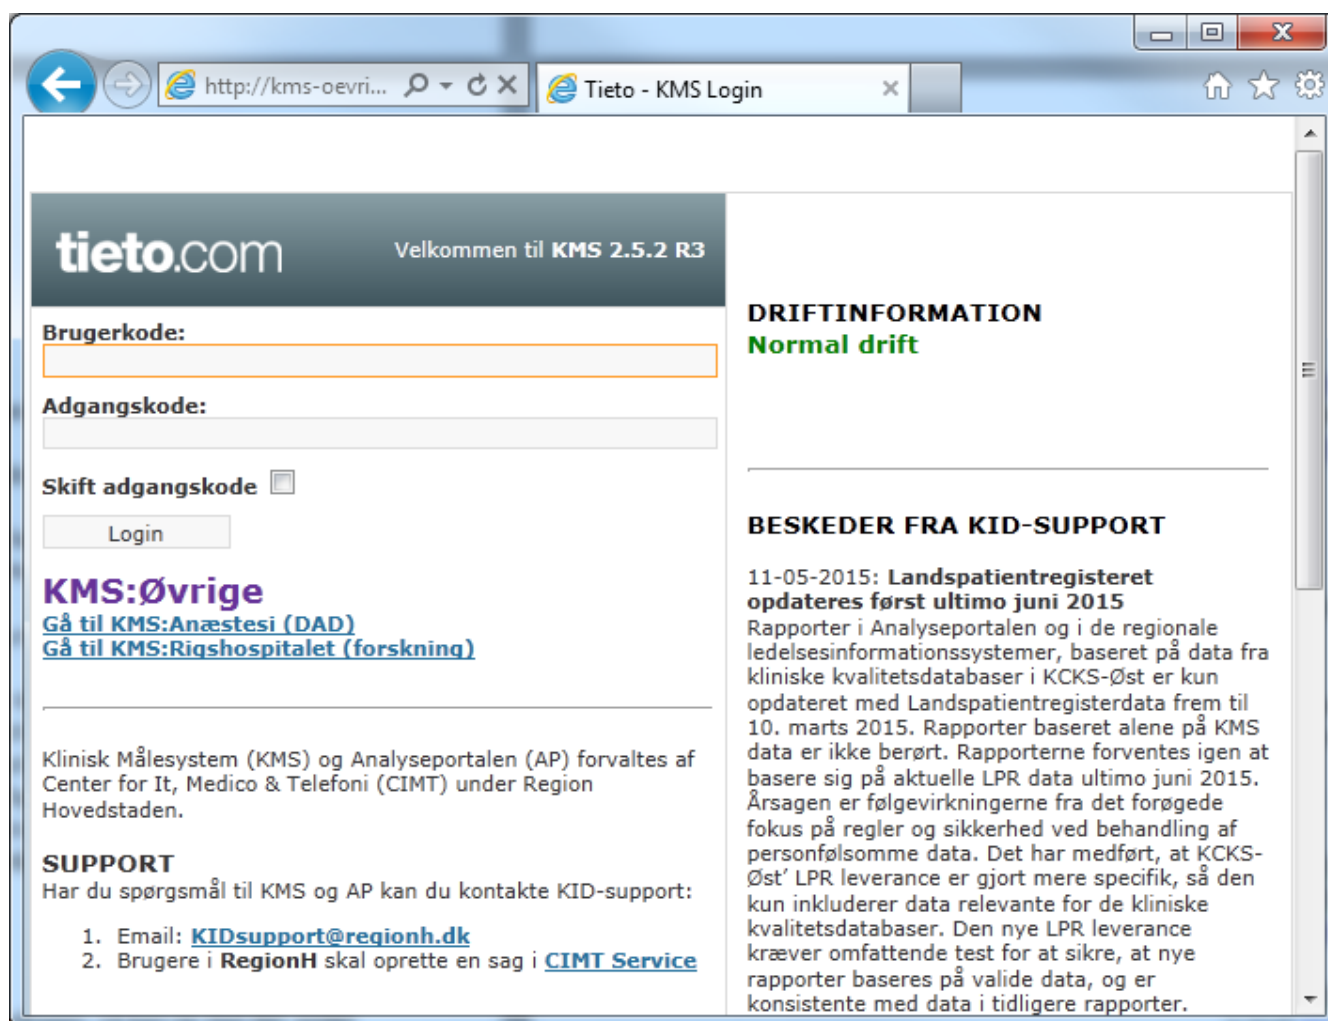 http://kms-oevri...
Tieto - KMS Login
tieto.com
Velkommen til KMS 2.5.2 R3
Brugerkode:
Adgangskode:
Skift adgangskode
Login
KMS:Øvrige
Gå til KMS:Anæstesi (DAD)
Gå til KMS:Rigshospitalet (forskning)
Klinisk Målesystem (KMS) og Analyseportalen (AP) forvaltes af
Center for It, Medico & Telefoni (CIMT) under Region
Hovedstaden.
SUPPORT
Har du spørgsmål til KMS og AP kan du kontakte KID-support:
1. Email: KIDsupport@regionh.dk
2. Brugere i RegionH skal oprette en sag i CIMT Service
DRIFTINFORMATION
Normal drift
BESKEDER FRA KID-SUPPORT
11-05-2015: Landspatientregisteret
opdateres først ultimo juni 2015
Rapporter i Analyseportalen og i de regionale
ledelsesinformationssystemer, baseret på data fra
kliniske kvalitetsdatabaser i KCKS-Øst er kun
opdateret med Landspatientregisterdata frem til
10. marts 2015. Rapporter baseret alene på KMS
data er ikke berørt. Rapporterne forventes igen at
basere sig på aktuelle LPR data ultimo juni 2015.
Årsagen er følgevirkningerne fra det forøgede
fokus på regler og sikkerhed ved behandling af
personfølsomme data. Det har medført, at KCKS-
Øst’ LPR leverance er gjort mere specifik, så den
kun inkluderer data relevante for de kliniske
kvalitetsdatabaser. Den nye LPR leverance
kræver omfattende test for at sikre, at nye
rapporter baseres på valide data, og er
konsistente med data i tidligere rapporter.